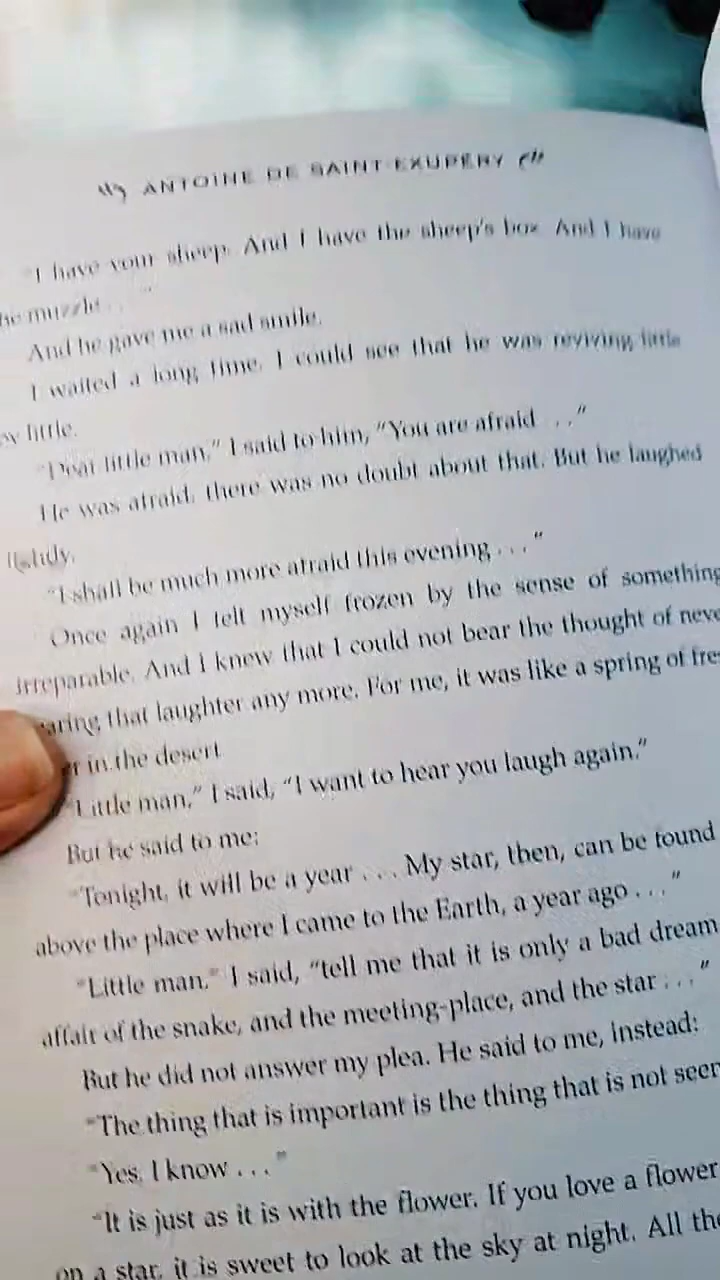 ANTOINE DE SAINT-EXUPÉRY
"I have your sheep. And I have the sheep's box. And I have
he muzzle . . ."
And he gave me a sad smile.
I waited a long time. I could see that he was reviving little
by little.
"Dear little man," I said to him, "You are afraid . . ."
He was afraid, there was no doubt about that. But he laughed
lightly.
"I shall be much more afraid this evening . . ."
Once again I felt myself frozen by the sense of something
irreparable. And I knew that I could not bear the thought of neve
aring that laughter any more. For me, it was like a spring of fres
r in the desert
"Little man," I said, "I want to hear you laugh again."
But he said to me:
"Tonight, it will be a year . . . My star, then, can be found
above the place where I came to the Earth, a year ago . . ."
"Little man," I said, "tell me that it is only a bad dream
affair of the snake, and the meeting-place, and the star . . ."
But he did not answer my plea. He said to me, instead:
"The thing that is important is the thing that is not seen
"Yes, I know . . ."
"It is just as it is with the flower. If you love a flower
on a star, it is sweet to look at the sky at night. All the